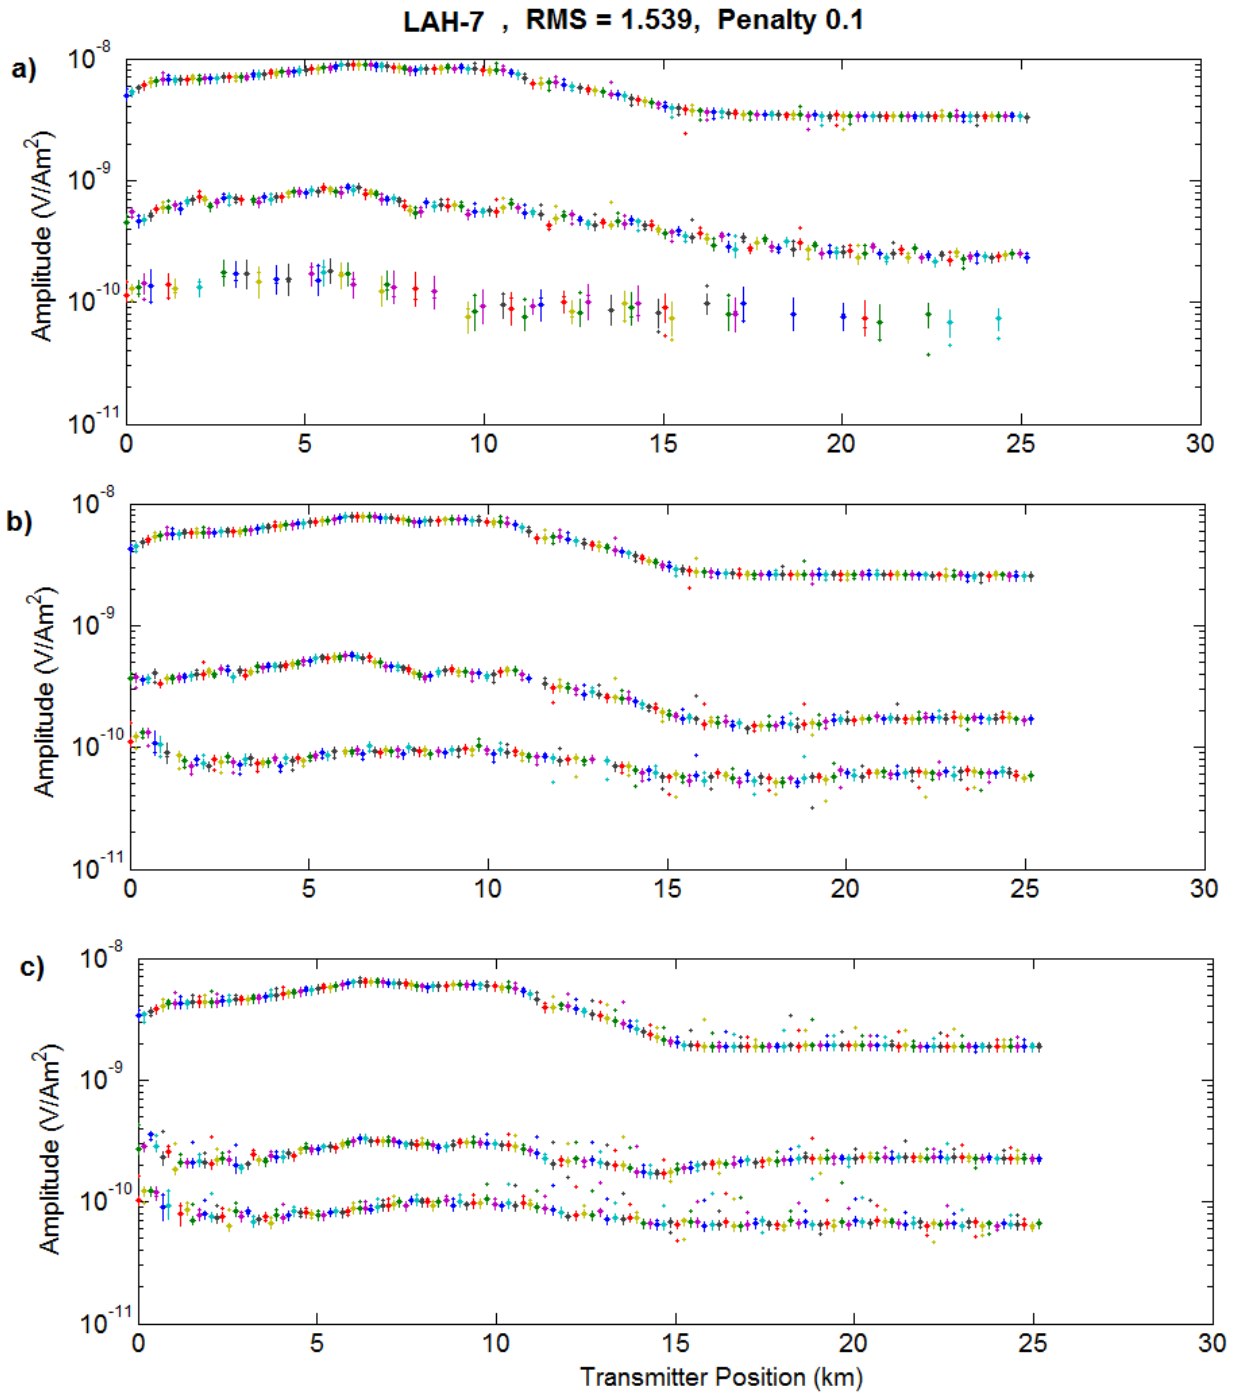 LAH-7 , RMS = 1.539, Penalty 0.1
a)
Amplitude (V/Am²)
10⁻⁸
10⁻⁹
10⁻¹⁰
10⁻¹¹
0 5 10 15 20 25 30
b)
Amplitude (V/Am²)
10⁻⁸
10⁻⁹
10⁻¹⁰
10⁻¹¹
0 5 10 15 20 25 30
c)
Amplitude (V/Am²)
10⁻⁸
10⁻⁹
10⁻¹⁰
10⁻¹¹
0 5 10 15 20 25 30
Transmitter Position (km)